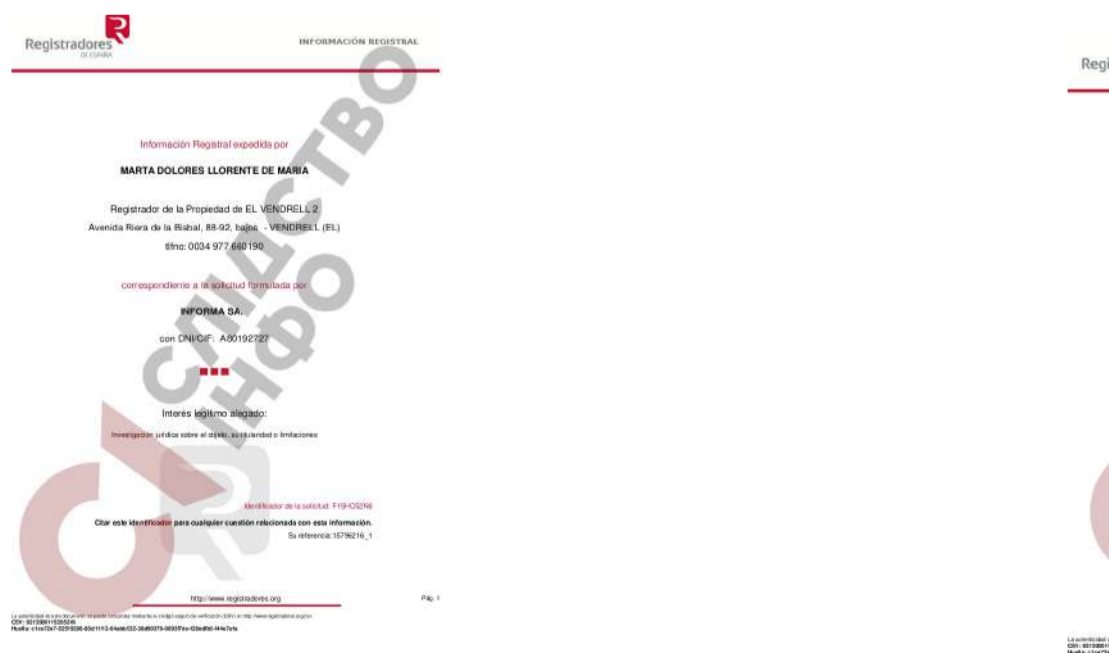 Registradores
DE ESPAÑA
INFORMACIÓN REGISTRAL
Información Registral expedida por
MARTA DOLORES LLORENTE DE MARIA
Registrador de la Propiedad de EL VENDRELL 2
Avenida Riera de la Bisbal, 88-92, bajos - VENDRELL (EL)
tlfno: 0034 977 660190
correspondiente a la solicitud formulada por
INFORMA SA.
con DNI/CIF: A80192727
Interés legítimo alegado:
Investigación jurídica sobre el objeto, su titularidad o limitaciones
Identificador de la solicitud: F19HC52N6
Citar este identificador para cualquier cuestión relacionada con esta información.
Su referencia:15796216_1
http://www.registradores.org
Pág. 1
СЛІДСТВО
ІНФО
Regi